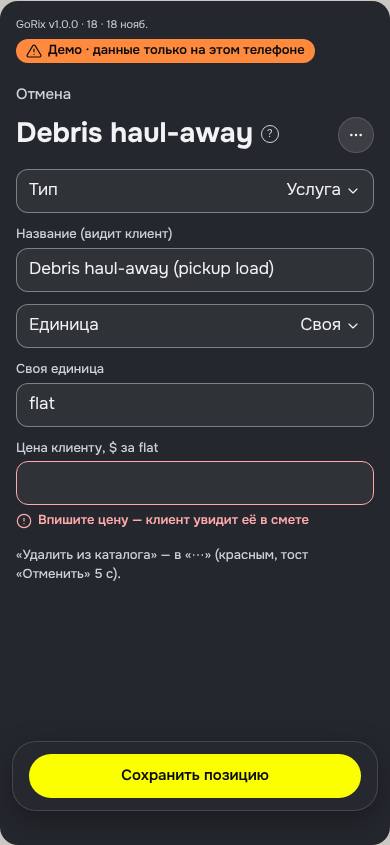 GoRix v1.0.0 · 18 · 18 нояб.
Демо · данные только на этом телефоне
Отмена
Debris haul-away ?
Тип Услуга
Название (видит клиент)
Debris haul-away (pickup load)
Единица Своя
Своя единица
flat
Цена клиенту, $ за flat
Впишите цену — клиент увидит её в смете
«Удалить из каталога» — в «···» (красным, тост
«Отменить» 5 с).
Сохранить позицию